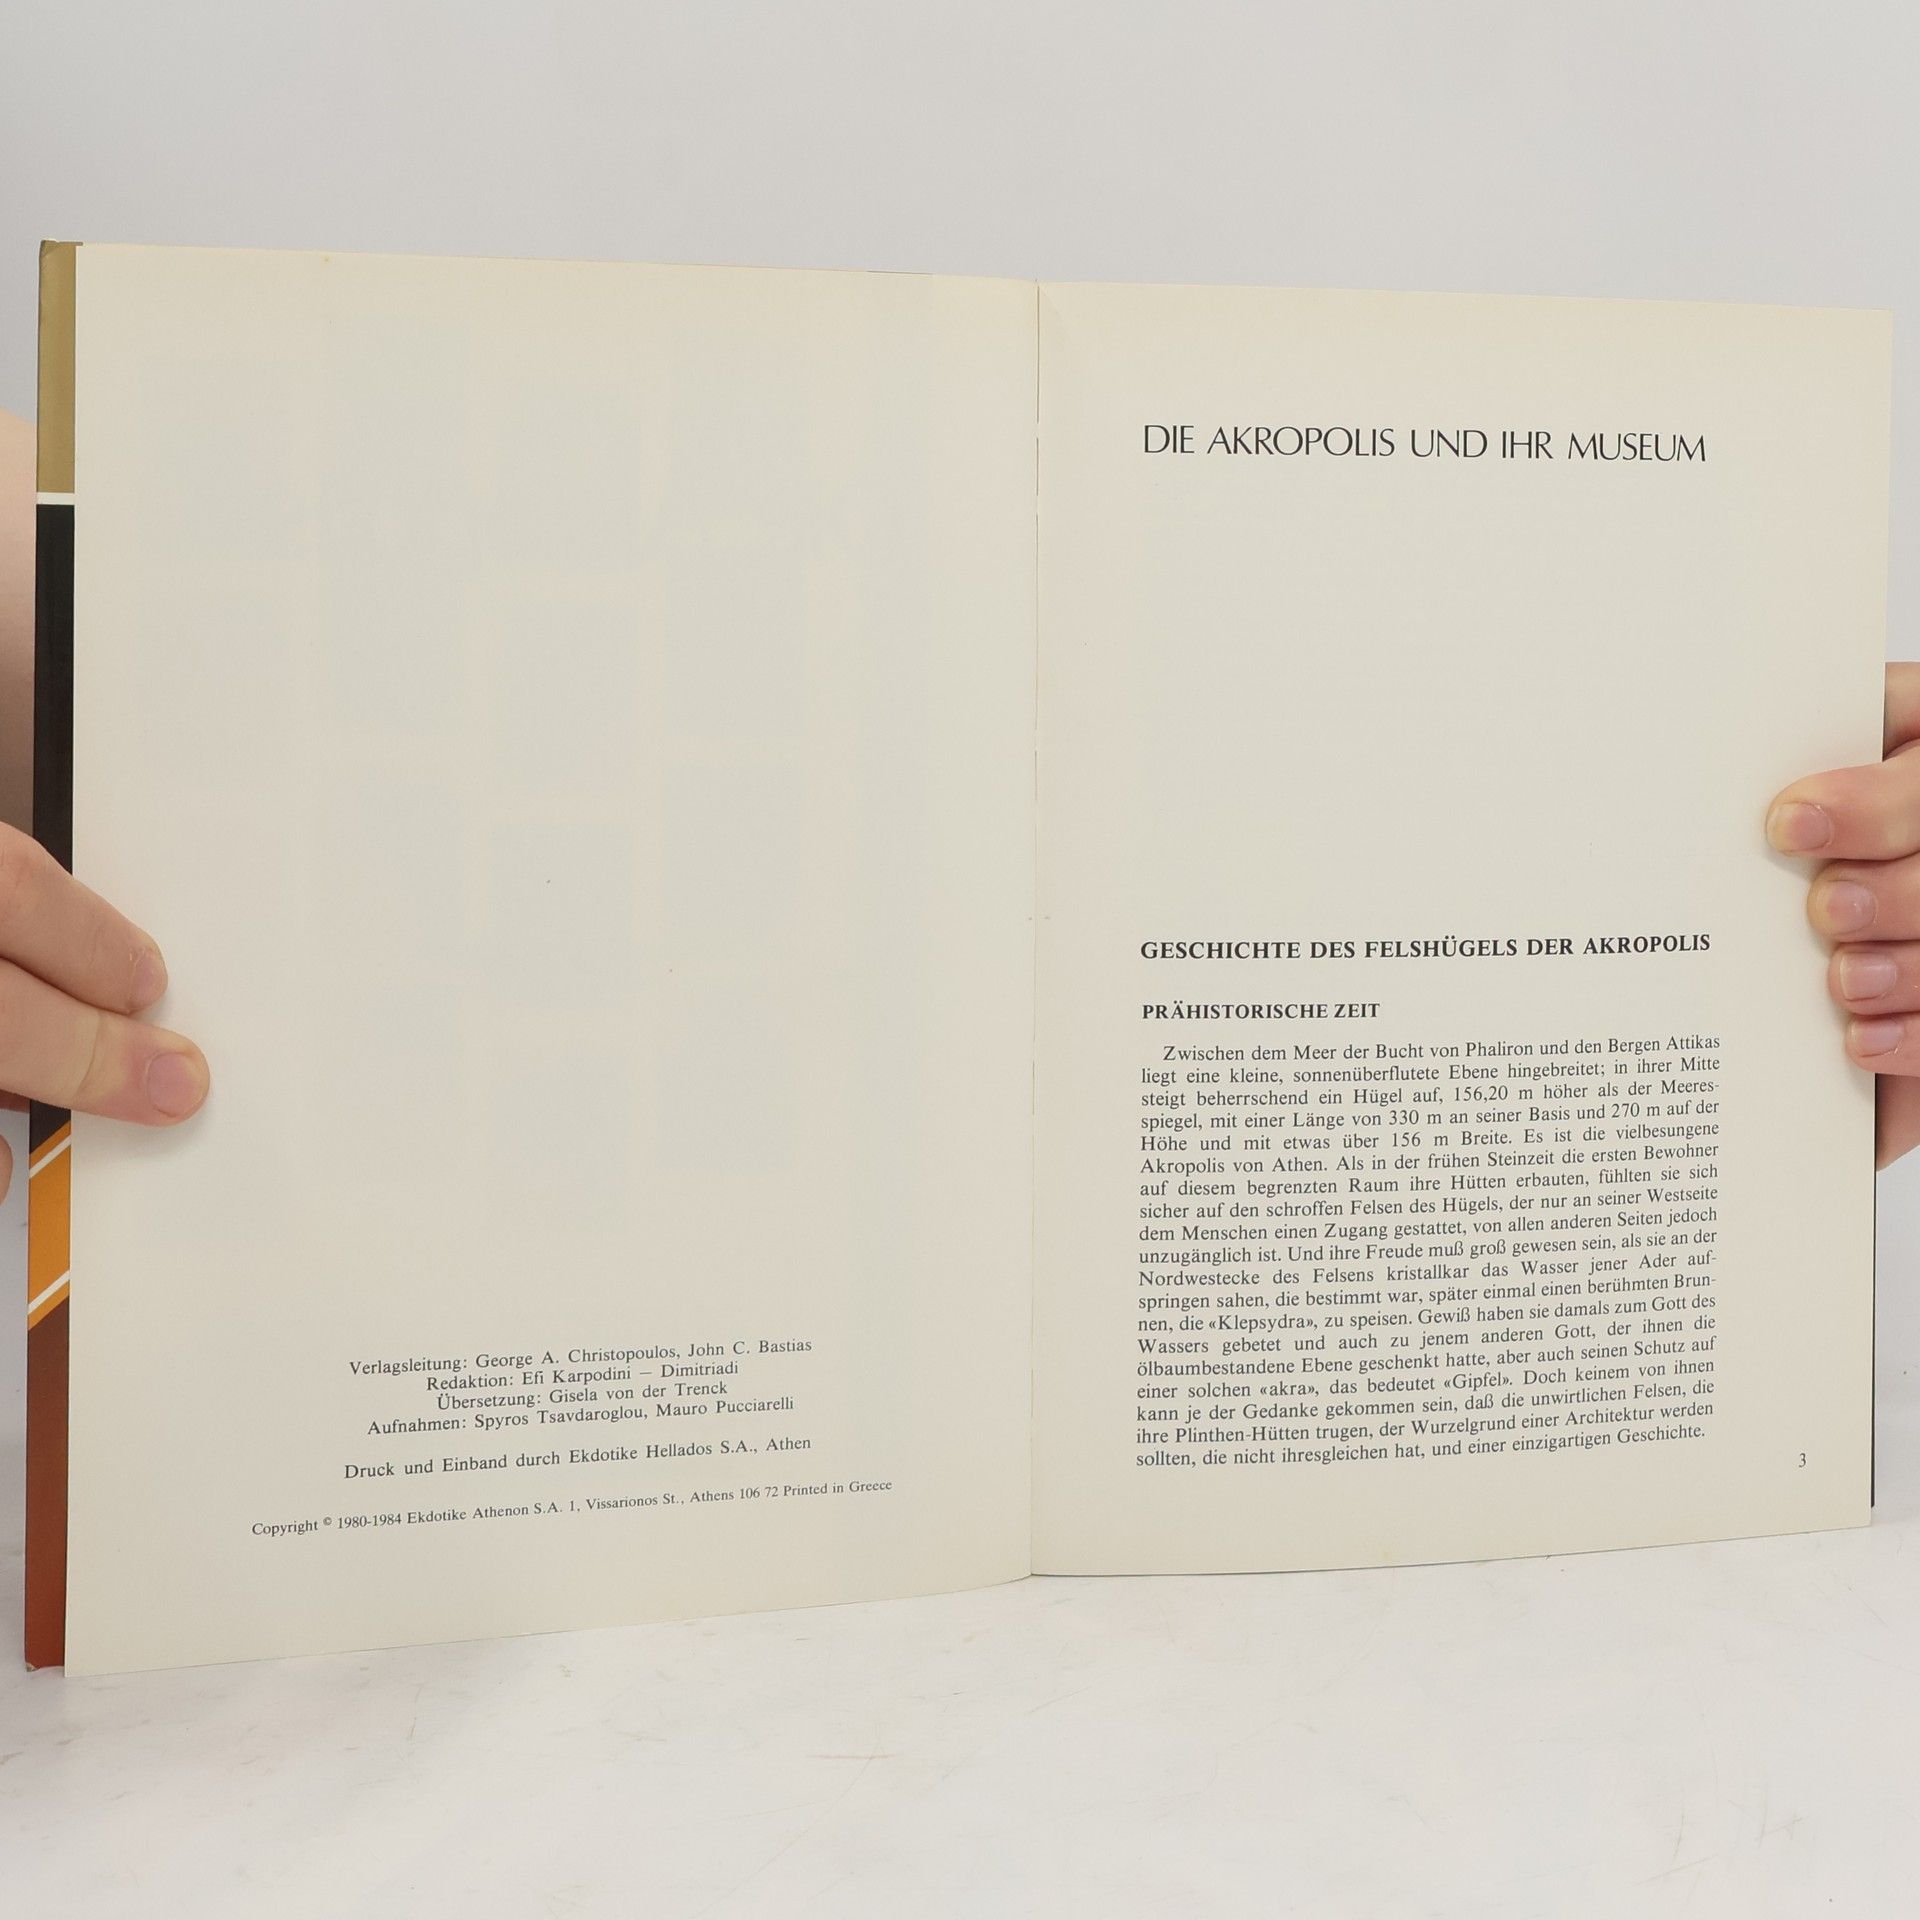 Verlagsleitung: George A. Christopoulos, John C. Bastias
Redaktion: Efi Karpodini — Dimitriadi
Übersetzung: Gisela von der Trenck
Aufnahmen: Spyros Tsavdaroglou, Mauro Pucciarelli
Druck und Einband durch Ekdotike Hellados S.A., Athen
Copyright © 1980-1984 Ekdotike Athenon S.A. 1, Vissarionos St., Athens 106 72 Printed in Greece
DIE AKROPOLIS UND IHR MUSEUM
GESCHICHTE DES FELSHÜGELS DER AKROPOLIS
PRÄHISTORISCHE ZEIT
Zwischen dem Meer der Bucht von Phaliron und den Bergen Attikas
liegt eine kleine, sonnenüberflutete Ebene hingebreitet; in ihrer Mitte
steigt beherrschend ein Hügel auf, 156,20 m höher als der Meeres-
spiegel, mit einer Länge von 330 m an seiner Basis und 270 m auf der
Höhe und mit etwas über 156 m Breite. Es ist die vielbesungene
Akropolis von Athen. Als in der frühen Steinzeit die ersten Bewohner
auf diesem begrenzten Raum ihre Hütten erbauten, fühlten sie sich
sicher auf den schroffen Felsen des Hügels, der nur an seiner Westseite
dem Menschen einen Zugang gestattet, von allen anderen Seiten jedoch
unzugänglich ist. Und ihre Freude muß groß gewesen sein, als sie an der
Nordwestecke des Felsens kristallkar das Wasser jener Ader auf-
springen sahen, die bestimmt war, später einmal einen berühmten Brun-
nen, die «Klepsydra», zu speisen. Gewiß haben sie damals zum Gott des
Wassers gebetet und auch zu jenem anderen Gott, der ihnen die
ölbaumbestandene Ebene geschenkt hatte, aber auch seinen Schutz auf
einer solchen «akra», das bedeutet «Gipfel». Doch keinem von ihnen
kann je der Gedanke gekommen sein, daß die unwirtlichen Felsen, die
ihre Plinthen-Hütten trugen, der Wurzelgrund einer Architektur werden
sollten, die nicht ihresgleichen hat, und einer einzigartigen Geschichte.
3